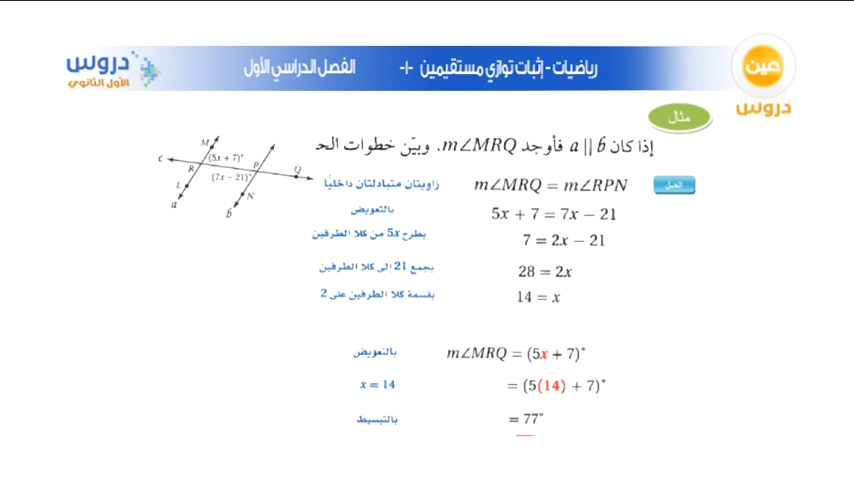 دروس
الأول الثانوي
رياضيات - إثبات توازي مستقيمين -١- الفصل الدراسي الأول
عين
دروس
مثال
إذا كان a || b فأوجد m∠MRQ. وبيّن خطوات الحـ
M
c
(5x + 7)°
R
P
Q
(7x − 21)°
L
N
a
b
الحل
m∠MRQ = m∠RPN زاويتان متبادلتان داخليًا
5x + 7 = 7x − 21 بالتعويض
7 = 2x − 21 بطرح 5x من كلا الطرفين
28 = 2x بجمع 21 الى كلا الطرفين
14 = x بقسمة كلا الطرفين على 2
m∠MRQ = (5x + 7)° بالتعويض
= (5(14) + 7)° x = 14
= 77° بالتبسيط